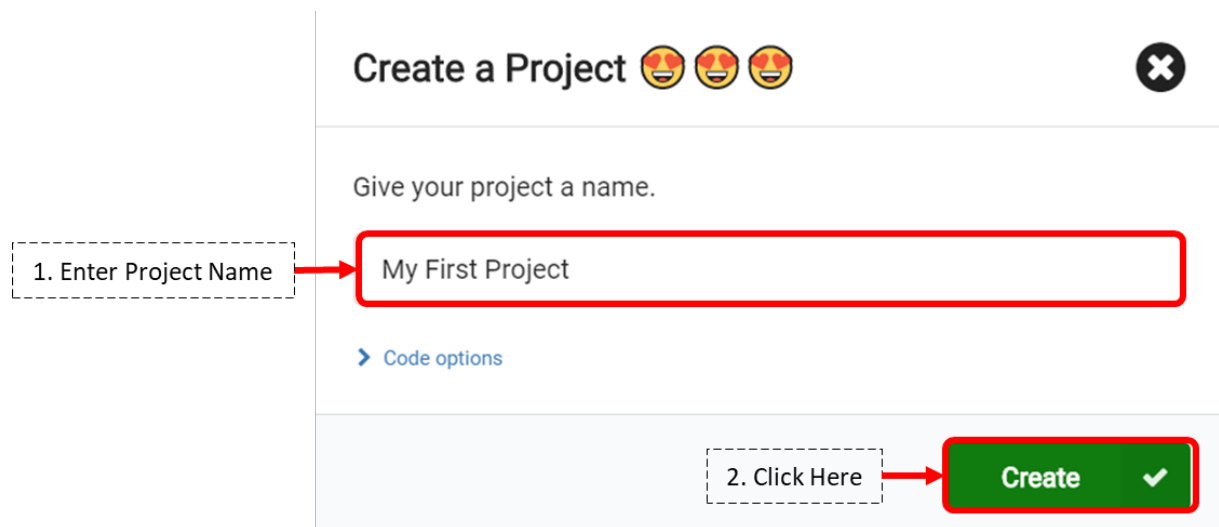 Create a Project 😍 😍 😍
Give your project a name.
1. Enter Project Name
My First Project
Code options
2. Click Here
Create